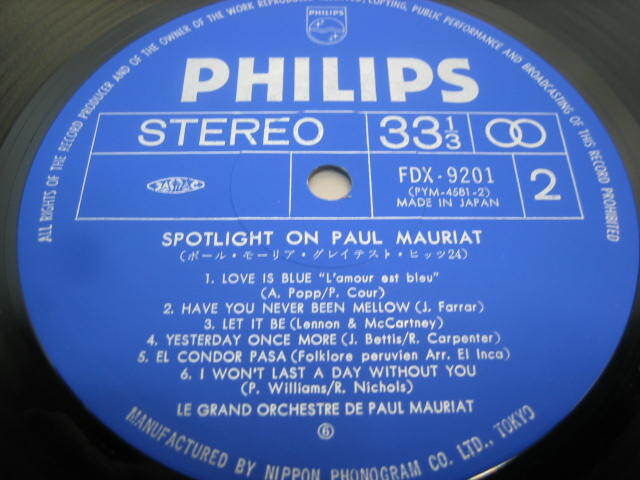 ALL RIGHTS OF THE RECORD PRODUCER AND OF THE OWNER OF THE WORK REPRODUCED COPYING, PUBLIC PERFORMANCE AND BROADCASTING OF THIS RECORD PROHIBITED
PHILIPS
PHILIPS
STEREO 33⅓
JASRAC
FDX-9201
(PYM-4581-2)
MADE IN JAPAN
2
SPOTLIGHT ON PAUL MAURIAT
(ポール・モーリア・グレイテスト・ヒッツ24)
1. LOVE IS BLUE "L'amour est bleu"
(A. Popp/P. Cour)
2. HAVE YOU NEVER BEEN MELLOW (J. Farrar)
3. LET IT BE (Lennon & McCartney)
4. YESTERDAY ONCE MORE (J. Bettis/R. Carpenter)
5. EL CONDOR PASA (Folklore peruvien Arr. El Inca)
6. I WON'T LAST A DAY WITHOUT YOU
(P. Williams/R. Nichols)
LE GRAND ORCHESTRE DE PAUL MAURIAT
⑥
MANUFACTURED BY NIPPON PHONOGRAM CO. LTD., TOKYO